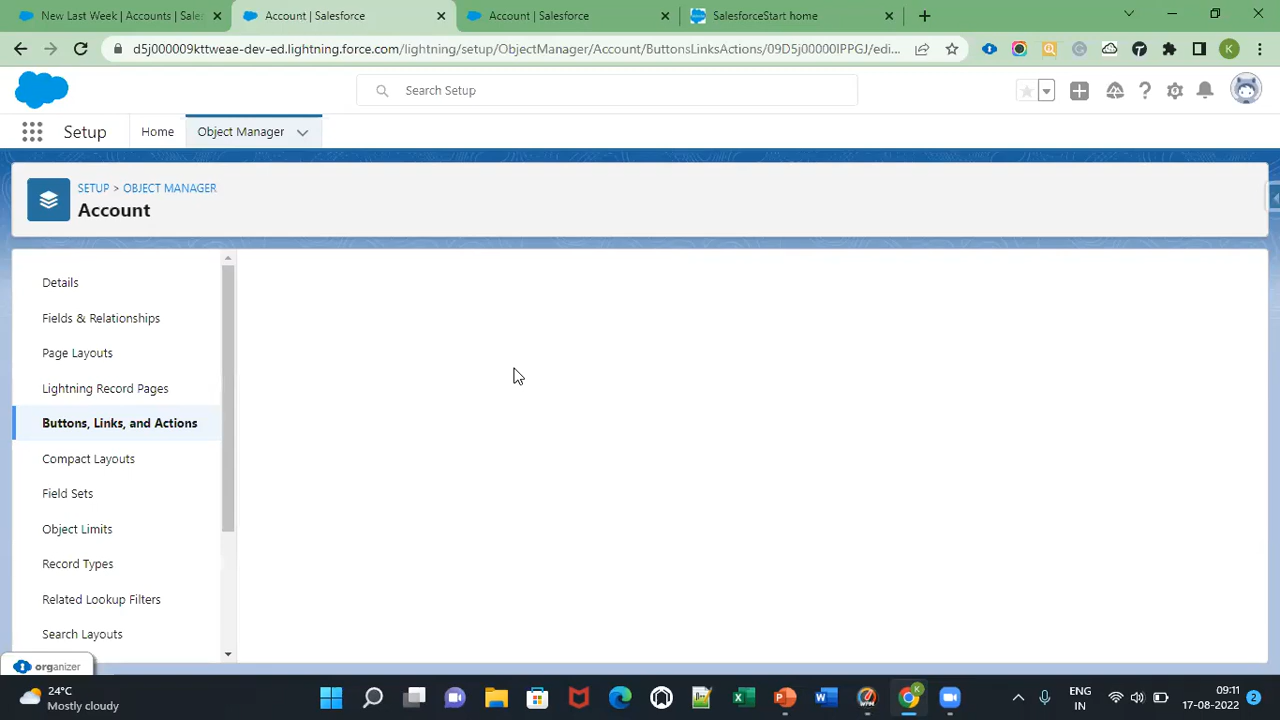 New Last Week | Accounts | Sales
Account | Salesforce
Account | Salesforce
SalesforceStart home
d5j000009kttweae-dev-ed.lightning.force.com/lightning/setup/ObjectManager/Account/ButtonsLinksActions/09D5j00000IPPGJ/edi...
K
Search Setup
Setup
Home
Object Manager
SETUP > OBJECT MANAGER
Account
Details
Fields & Relationships
Page Layouts
Lightning Record Pages
Buttons, Links, and Actions
Compact Layouts
Field Sets
Object Limits
Record Types
Related Lookup Filters
Search Layouts
organizer
24°C
Mostly cloudy
ENG
IN
09:11
17-08-2022
2